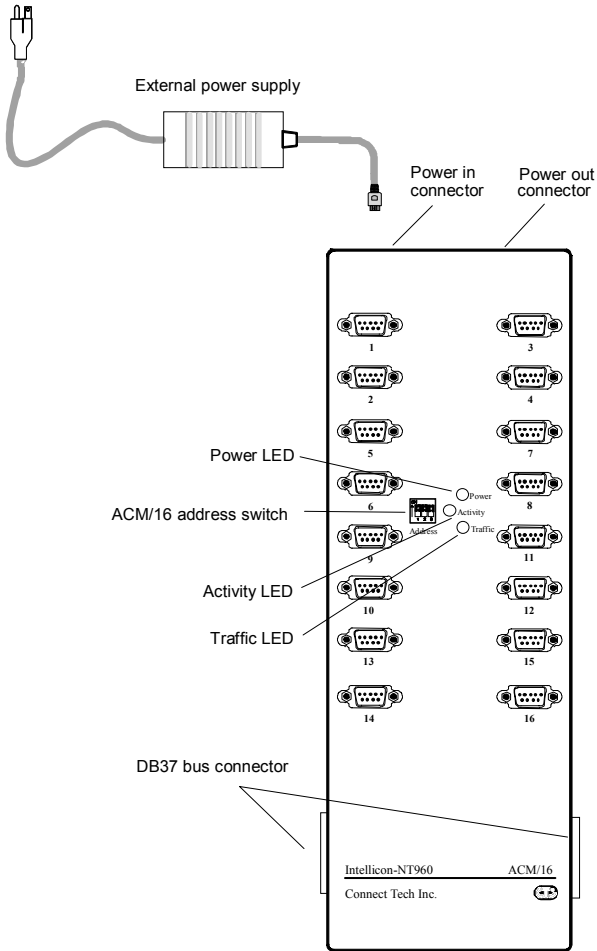 External power supply
Power in
connector
Power out
connector
1
3
2
4
5
7
Power LED
6
8
Power
ACM/16 address switch
Activity
Address
Traffic
9
11
Activity LED
10
12
Traffic LED
13
15
14
16
DB37 bus connector
Intellicon-NT960 ACM/16
Connect Tech Inc.